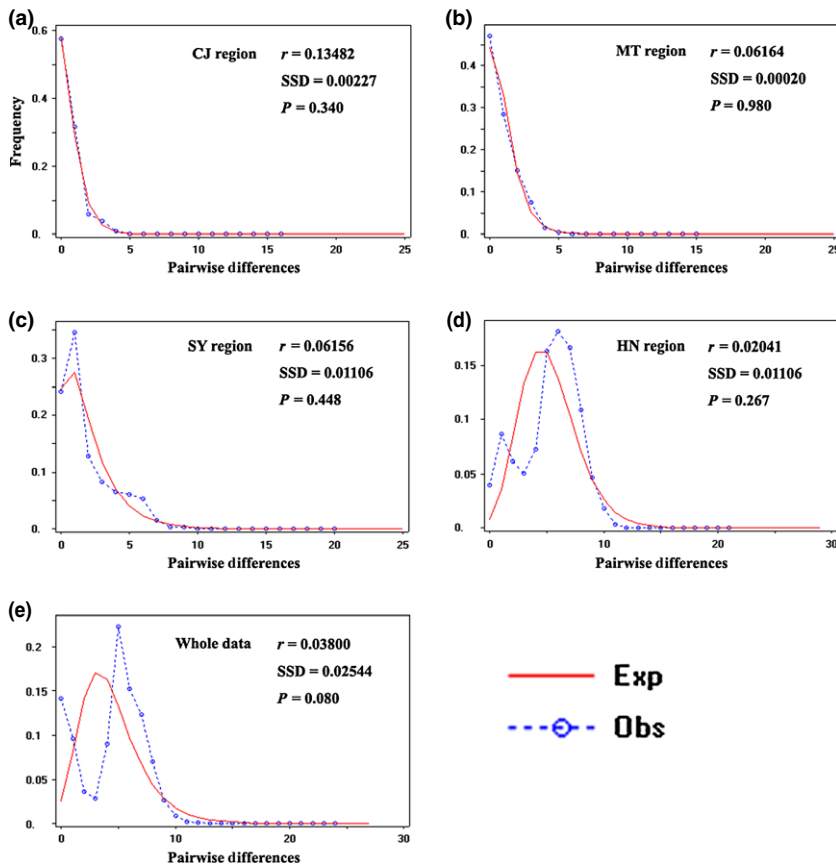 (a)
0.6
0.4
0.2
0.
Frequency
CJ region
r = 0.13482
SSD = 0.00227
P = 0.340
0 5 10 15 20 25
Pairwise differences
(b)
0.4
0.3
0.2
0.1
0.
MT region
r = 0.06164
SSD = 0.00020
P = 0.980
0 5 10 15 20 25
Pairwise differences
(c)
0.3
0.2
0.1
0.
SY region
r = 0.06156
SSD = 0.01106
P = 0.448
0 5 10 15 20 25
Pairwise differences
(d)
0.15
0.10
0.05
0.
HN region
r = 0.02041
SSD = 0.01106
P = 0.267
0 10 20 30
Pairwise differences
(e)
0.2
0.15
0.10
0.05
0.
Whole data
r = 0.03800
SSD = 0.02544
P = 0.080
0 10 20 30
Pairwise differences
Exp
Obs